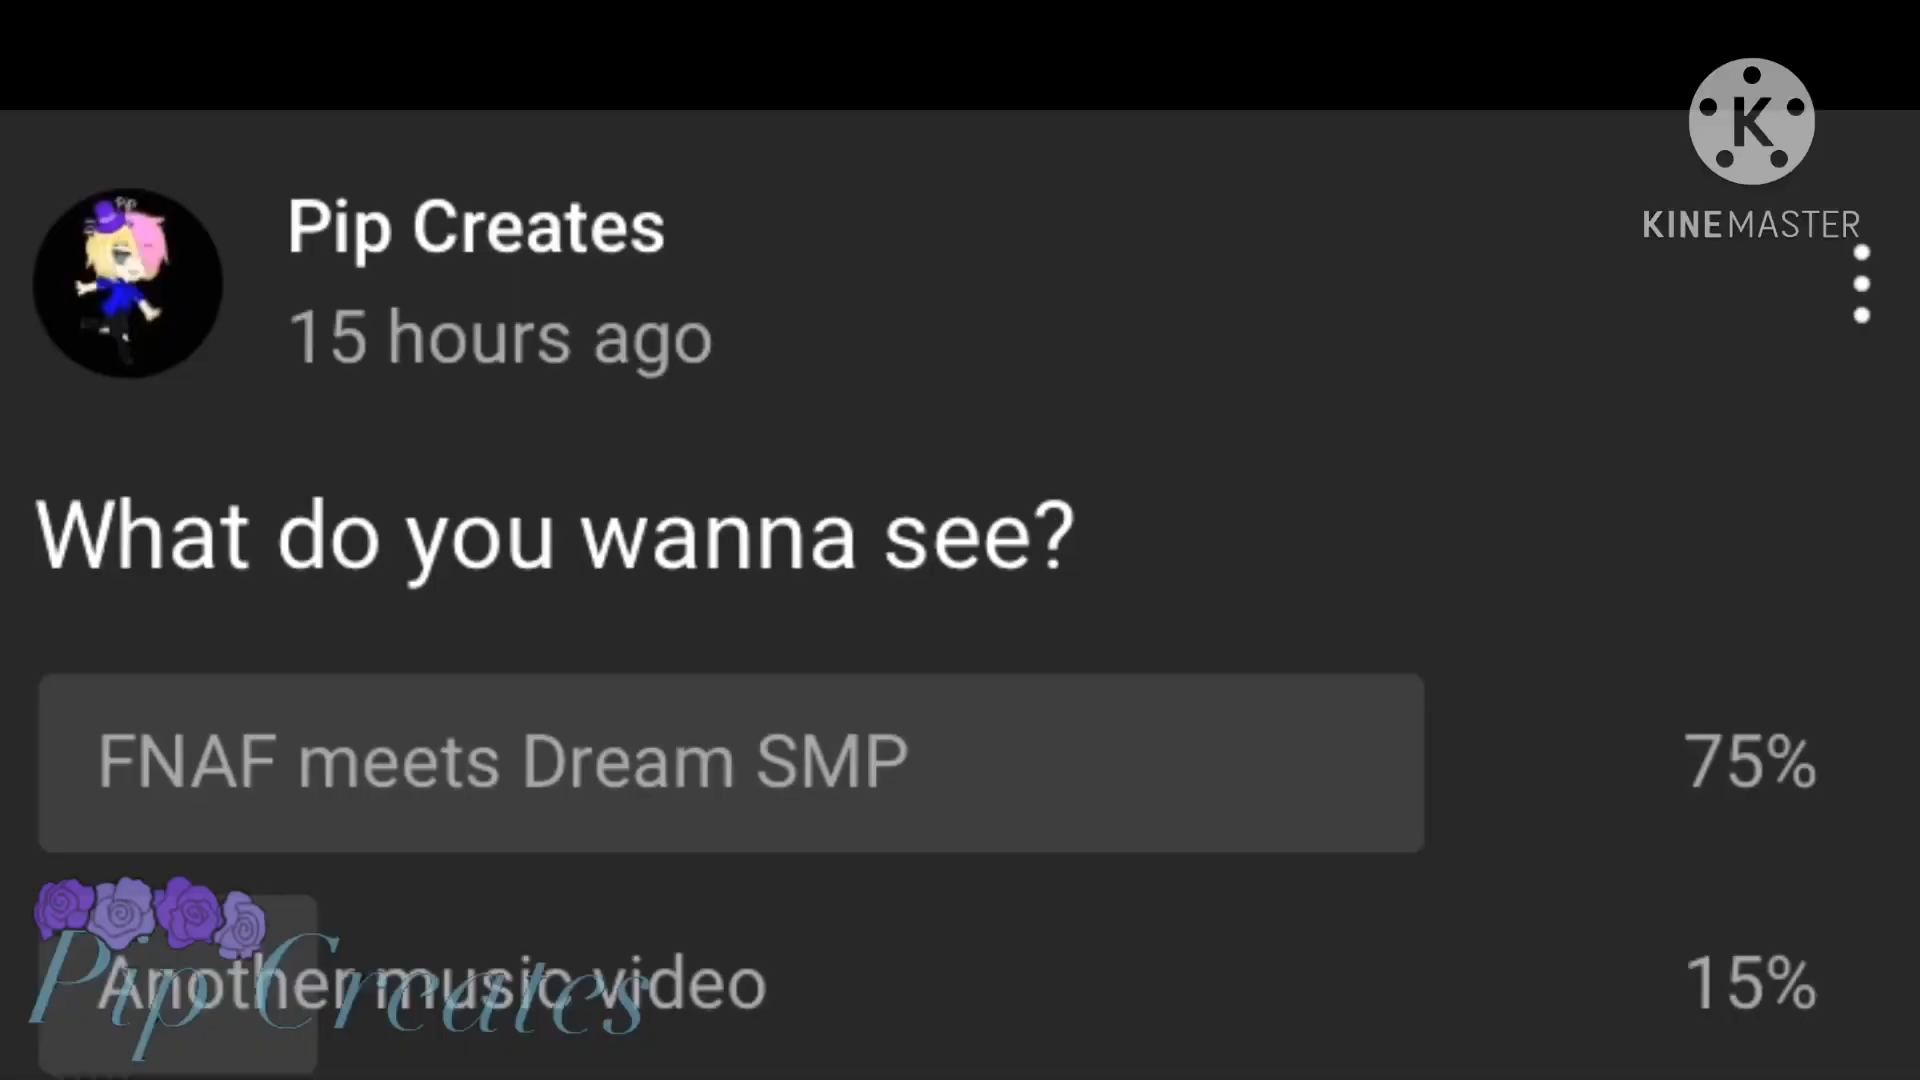 K
KINEMASTER
Pip
Pip Creates
15 hours ago
What do you wanna see?
FNAF meets Dream SMP
75%
Another music video
15%
Pip Creates